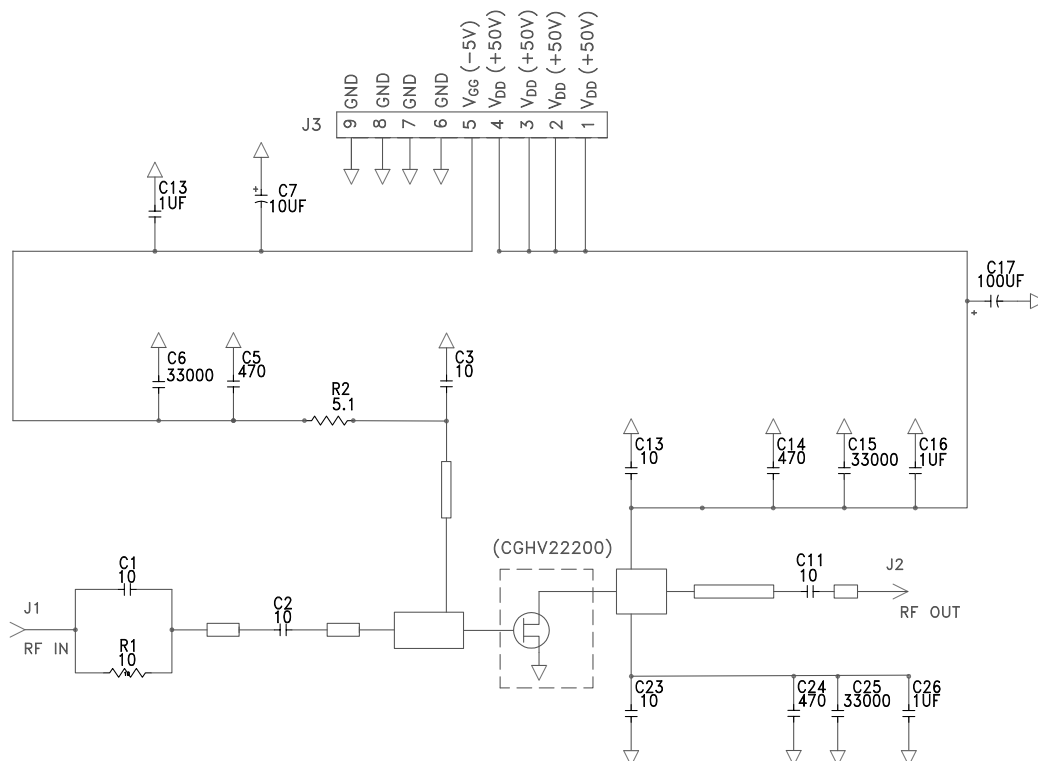 GND
GND
GND
GND
VGG (-5V)
VDD (+50V)
VDD (+50V)
VDD (+50V)
VDD (+50V)
J3
9
8
7
6
5
4
3
2
1
C13
1UF
C7
10UF
+
C17
100UF
+
C6
33000
C5
470
C3
10
R2
5.1
C13
10
C14
470
C15
33000
C16
1UF
(CGHV22200)
C1
10
C11
10
J2
RF OUT
J1
RF IN
C2
10
R1
10
C23
10
C24
470
C25
33000
C26
1UF